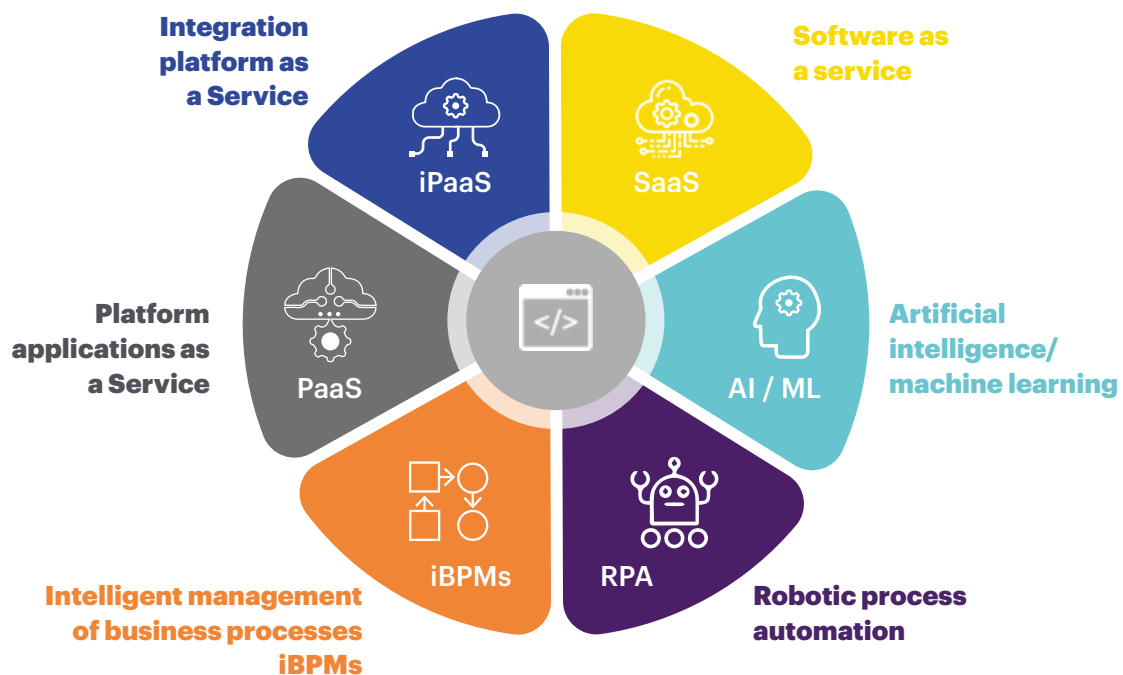 Integration
platform as
a Service
iPaaS
Software as
a service
SaaS
Artificial
intelligence/
machine learning
AI / ML
Robotic process
automation
RPA
Intelligent management
of business processes
iBPMs
iBPMs
Platform
applications as
a Service
PaaS
</>